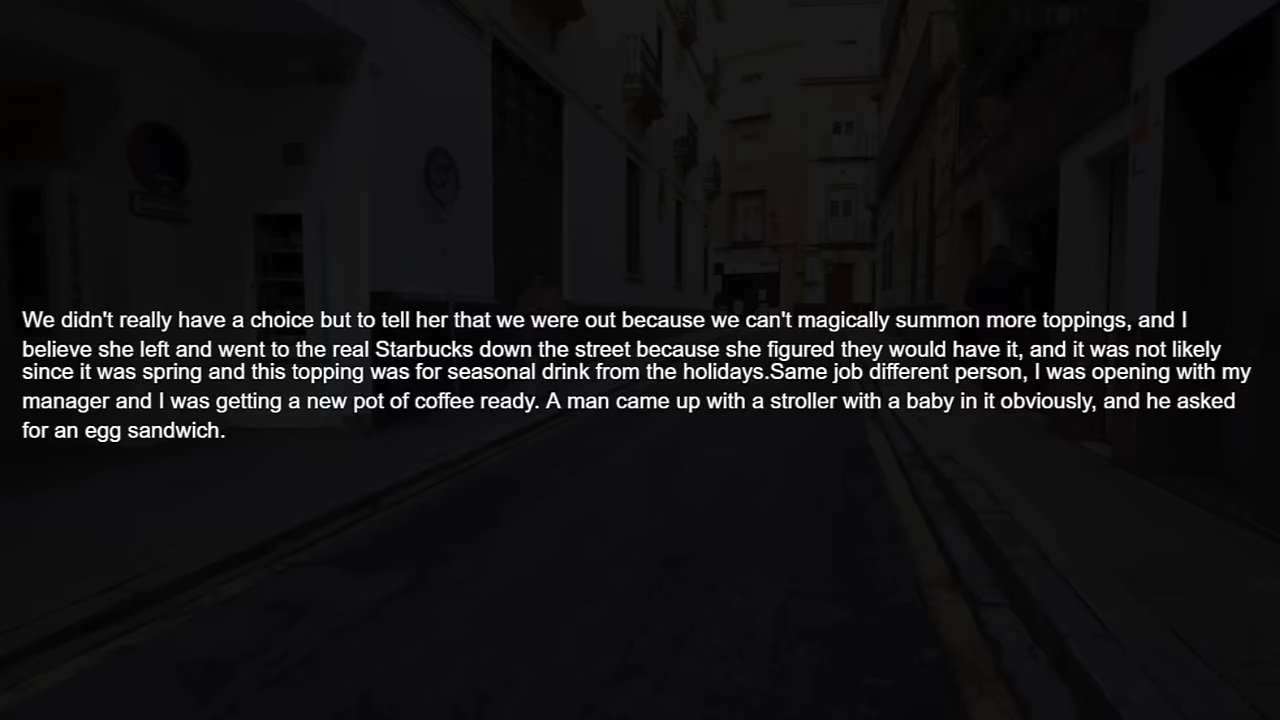 We didn't really have a choice but to tell her that we were out because we can't magically summon more toppings, and I
believe she left and went to the real Starbucks down the street because she figured they would have it, and it was not likely
since it was spring and this topping was for seasonal drink from the holidays.Same job different person, I was opening with my
manager and I was getting a new pot of coffee ready. A man came up with a stroller with a baby in it obviously, and he asked
for an egg sandwich.